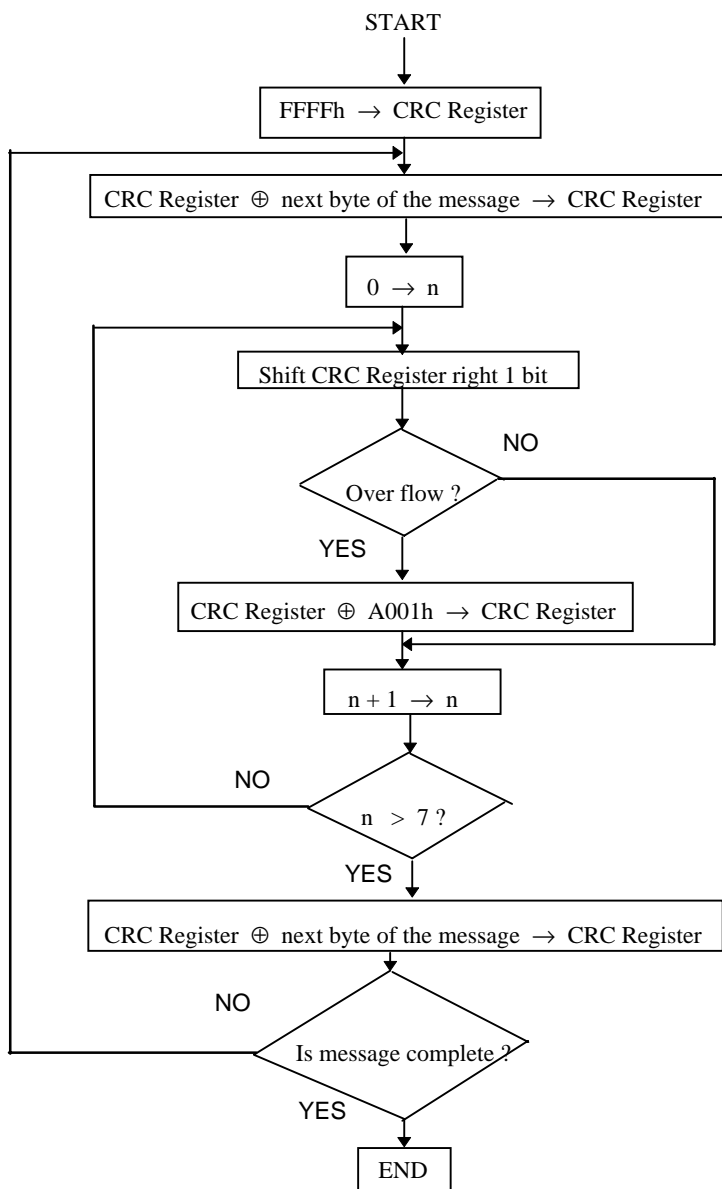 START
FFFFh → CRC Register
CRC Register ⊕ next byte of the message → CRC Register
0 → n
Shift CRC Register right 1 bit
NO
Over flow ?
YES
CRC Register ⊕ A001h → CRC Register
n + 1 → n
NO
n > 7 ?
YES
CRC Register ⊕ next byte of the message → CRC Register
NO
Is message complete ?
YES
END